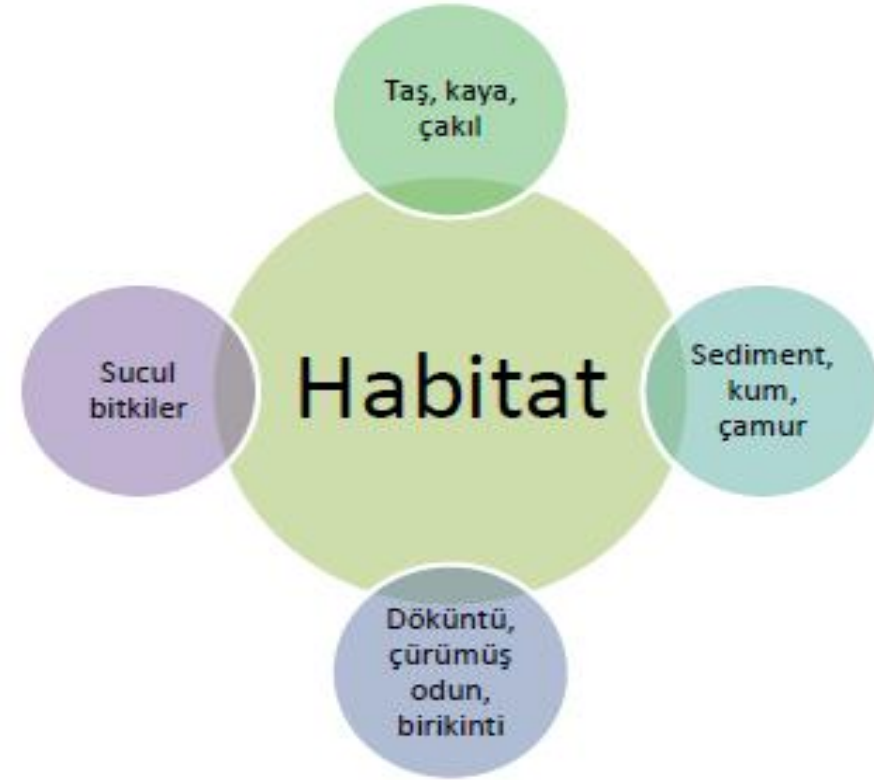 Taş, kaya,
çakıl
Sucul
bitkiler
Habitat
Sediment,
kum,
çamur
Döküntü,
çürümüş
odun,
birikinti